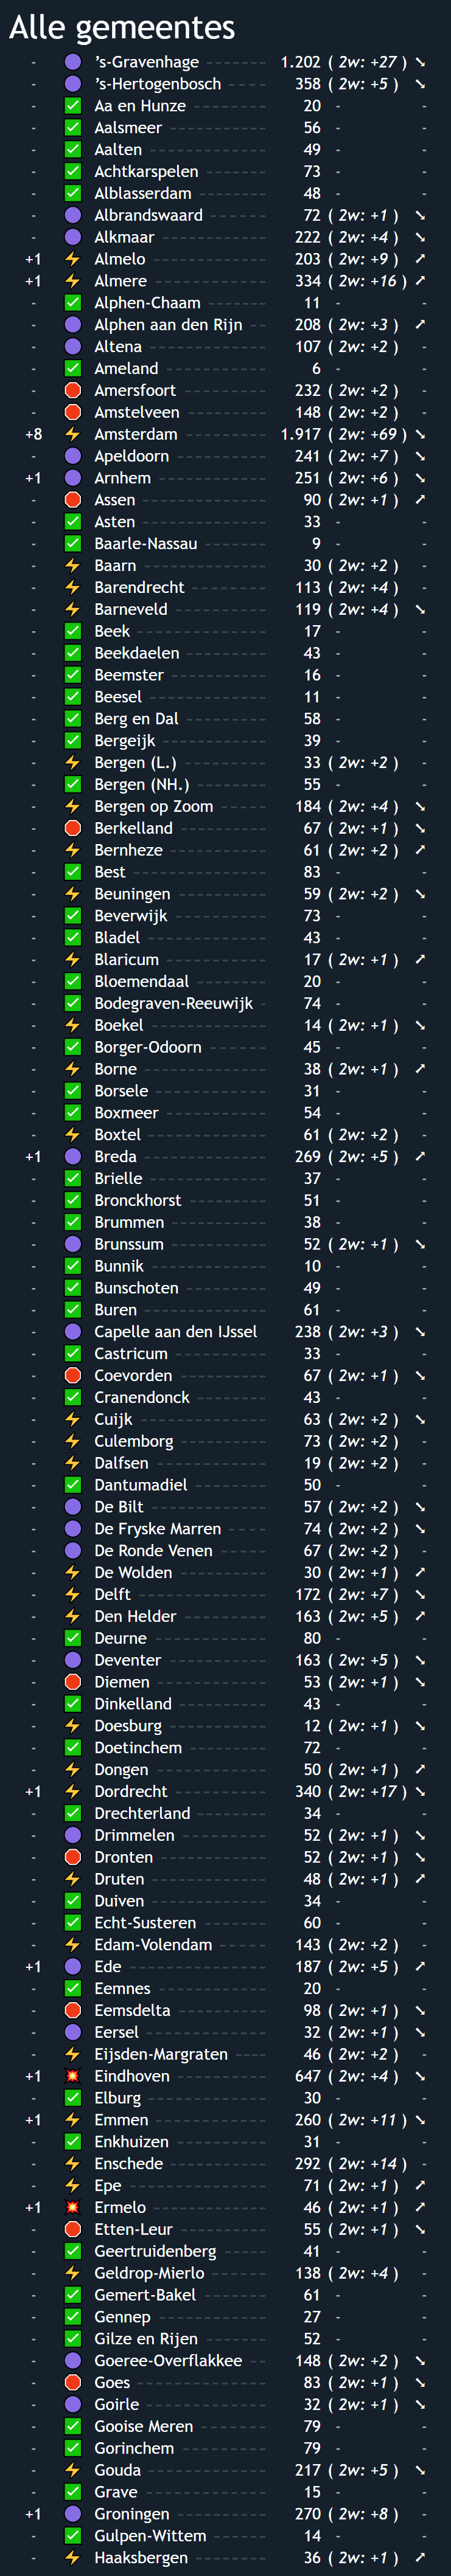 Alle gemeentes
- 's-Gravenhage 1.202 ( 2w: +27 ) ➘
- 's-Hertogenbosch 358 ( 2w: +5 ) ➘
- ✅ Aa en Hunze 20 - -
- ✅ Aalsmeer 56 - -
- ✅ Aalten 49 - -
- ✅ Achtkarspelen 73 - -
- ✅ Alblasserdam 48 - -
- Albrandswaard 72 ( 2w: +1 ) ➘
- Alkmaar 222 ( 2w: +4 ) ➘
+1 ⚡ Almelo 203 ( 2w: +9 ) ➚
+1 ⚡ Almere 334 ( 2w: +16 ) ➚
- ✅ Alphen-Chaam 11 - -
- Alphen aan den Rijn 208 ( 2w: +3 ) ➚
- Altena 107 ( 2w: +2 ) -
- ✅ Ameland 6 - -
- Amersfoort 232 ( 2w: +2 ) -
- Amstelveen 148 ( 2w: +2 ) -
+8 ⚡ Amsterdam 1.917 ( 2w: +69 ) ➘
- Apeldoorn 241 ( 2w: +7 ) ➘
+1 Arnhem 251 ( 2w: +6 ) ➘
- Assen 90 ( 2w: +1 ) ➚
- ✅ Asten 33 - -
- ✅ Baarle-Nassau 9 - -
- ⚡ Baarn 30 ( 2w: +2 ) -
- ⚡ Barendrecht 113 ( 2w: +4 ) -
- ⚡ Barneveld 119 ( 2w: +4 ) ➘
- ✅ Beek 17 - -
- ✅ Beekdaelen 43 - -
- ✅ Beemster 16 - -
- ✅ Beesel 11 - -
- ✅ Berg en Dal 58 - -
- ✅ Bergeijk 39 - -
- ⚡ Bergen (L.) 33 ( 2w: +2 ) -
- ✅ Bergen (NH.) 55 - -
- ⚡ Bergen op Zoom 184 ( 2w: +4 ) ➘
- Berkelland 67 ( 2w: +1 ) ➘
- ⚡ Bernheze 61 ( 2w: +2 ) ➚
- ✅ Best 83 - -
- ⚡ Beuningen 59 ( 2w: +2 ) ➘
- ✅ Beverwijk 73 - -
- ✅ Bladel 43 - -
- ⚡ Blaricum 17 ( 2w: +1 ) ➚
- ✅ Bloemendaal 20 - -
- ✅ Bodegraven-Reeuwijk 74 - -
- ⚡ Boekel 14 ( 2w: +1 ) ➘
- ✅ Borger-Odoorn 45 - -
- ⚡ Borne 38 ( 2w: +1 ) ➚
- ✅ Borsele 31 - -
- ✅ Boxmeer 54 - -
- ⚡ Boxtel 61 ( 2w: +2 ) -
+1 Breda 269 ( 2w: +5 ) ➚
- ✅ Brielle 37 - -
- ✅ Bronckhorst 51 - -
- ✅ Brummen 38 - -
- Brunssum 52 ( 2w: +1 ) ➘
- ✅ Bunnik 10 - -
- ✅ Bunschoten 49 - -
- ✅ Buren 61 - -
- Capelle aan den IJssel 238 ( 2w: +3 ) ➘
- ✅ Castricum 33 - -
- Coevorden 67 ( 2w: +1 ) ➘
- ✅ Cranendonck 43 - -
- ⚡ Cuijk 63 ( 2w: +2 ) ➘
- ⚡ Culemborg 73 ( 2w: +2 ) -
- ⚡ Dalfsen 19 ( 2w: +2 ) -
- ✅ Dantumadiel 50 - -
- De Bilt 57 ( 2w: +2 ) ➘
- De Fryske Marren 74 ( 2w: +2 ) ➘
- De Ronde Venen 67 ( 2w: +2 ) -
- ⚡ De Wolden 30 ( 2w: +1 ) ➚
- ⚡ Delft 172 ( 2w: +7 ) ➘
- ⚡ Den Helder 163 ( 2w: +5 ) ➚
- ✅ Deurne 80 - -
- Deventer 163 ( 2w: +5 ) ➘
- Diemen 53 ( 2w: +1 ) ➘
- ✅ Dinkelland 43 - -
- ⚡ Doesburg 12 ( 2w: +1 ) ➘
- ✅ Doetinchem 72 - -
- ⚡ Dongen 50 ( 2w: +1 ) ➚
+1 ⚡ Dordrecht 340 ( 2w: +17 ) ➘
- ✅ Drechterland 34 - -
- Drimmelen 52 ( 2w: +1 ) ➘
- Dronten 52 ( 2w: +1 ) ➘
- ⚡ Druten 48 ( 2w: +1 ) ➚
- ✅ Duiven 34 - -
- ✅ Echt-Susteren 60 - -
- ⚡ Edam-Volendam 143 ( 2w: +2 ) -
+1 Ede 187 ( 2w: +5 ) ➚
- ✅ Eemnes 20 - -
- Eemsdelta 98 ( 2w: +1 ) ➘
- Eersel 32 ( 2w: +1 ) ➘
- ⚡ Eijsden-Margraten 46 ( 2w: +2 ) -
+1 Eindhoven 647 ( 2w: +4 ) ➘
- ✅ Elburg 30 - -
+1 ⚡ Emmen 260 ( 2w: +11 ) ➘
- ✅ Enkhuizen 31 - -
- ⚡ Enschede 292 ( 2w: +14 ) -
- ⚡ Epe 71 ( 2w: +1 ) ➚
+1 Ermelo 46 ( 2w: +1 ) ➚
- Etten-Leur 55 ( 2w: +1 ) ➘
- ✅ Geertruidenberg 41 - -
- ⚡ Geldrop-Mierlo 138 ( 2w: +4 ) -
- ✅ Gemert-Bakel 61 - -
- ✅ Gennep 27 - -
- ✅ Gilze en Rijen 52 - -
- Goeree-Overflakkee 148 ( 2w: +2 ) ➘
- Goes 83 ( 2w: +1 ) ➘
- Goirle 32 ( 2w: +1 ) ➘
- ✅ Gooise Meren 79 - -
- ✅ Gorinchem 79 - -
- ⚡ Gouda 217 ( 2w: +5 ) ➘
- ✅ Grave 15 - -
+1 Groningen 270 ( 2w: +8 ) -
- ✅ Gulpen-Wittem 14 - -
- ⚡ Haaksbergen 36 ( 2w: +1 ) ➚